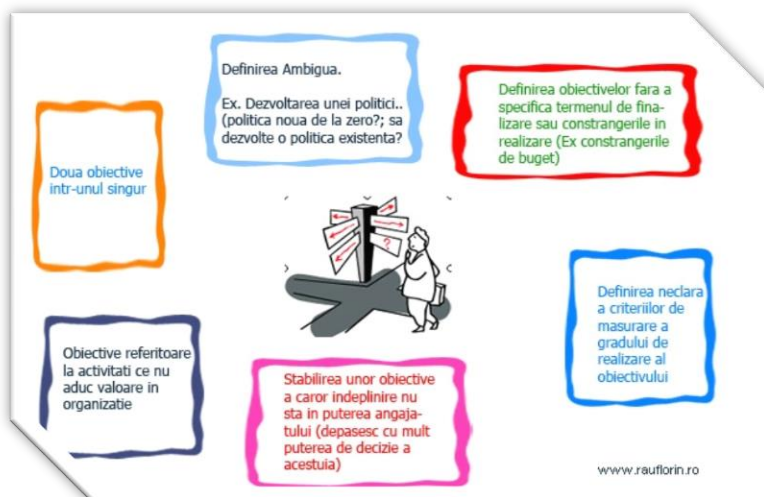 Definirea Ambigua.
Ex. Dezvoltarea unei politici..
(politica noua de la zero?; sa
dezvolte o politica existenta?
Definirea obiectivelor fara a
specifica termenul de fina-
lizare sau constrangerile in
realizare (Ex constrangerile
de buget)
Doua obiective
intr-unul singur
?
Definirea neclara
a criteriilor de
masurare a
gradului de
realizare al
obiectivului
Obiective referitoare
la activitati ce nu
aduc valoare in
organizatie
Stabilirea unor obiective
a caror indeplinire nu
sta in puterea angaja-
tului (depasesc cu mult
puterea de decizie a
acestuia)
www.rauflorin.ro